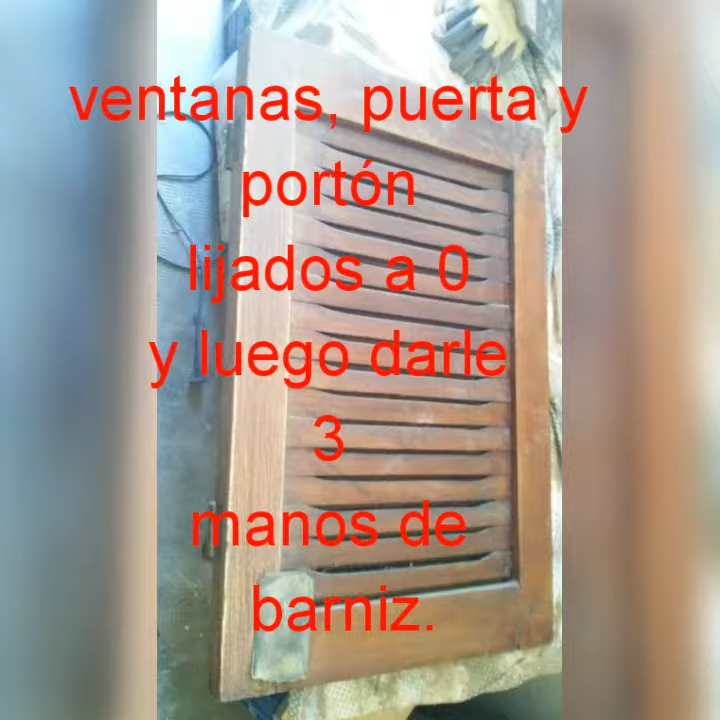 ventanas, puerta y
portón
lijados a 0
y luego darle
3
manos de
barniz.